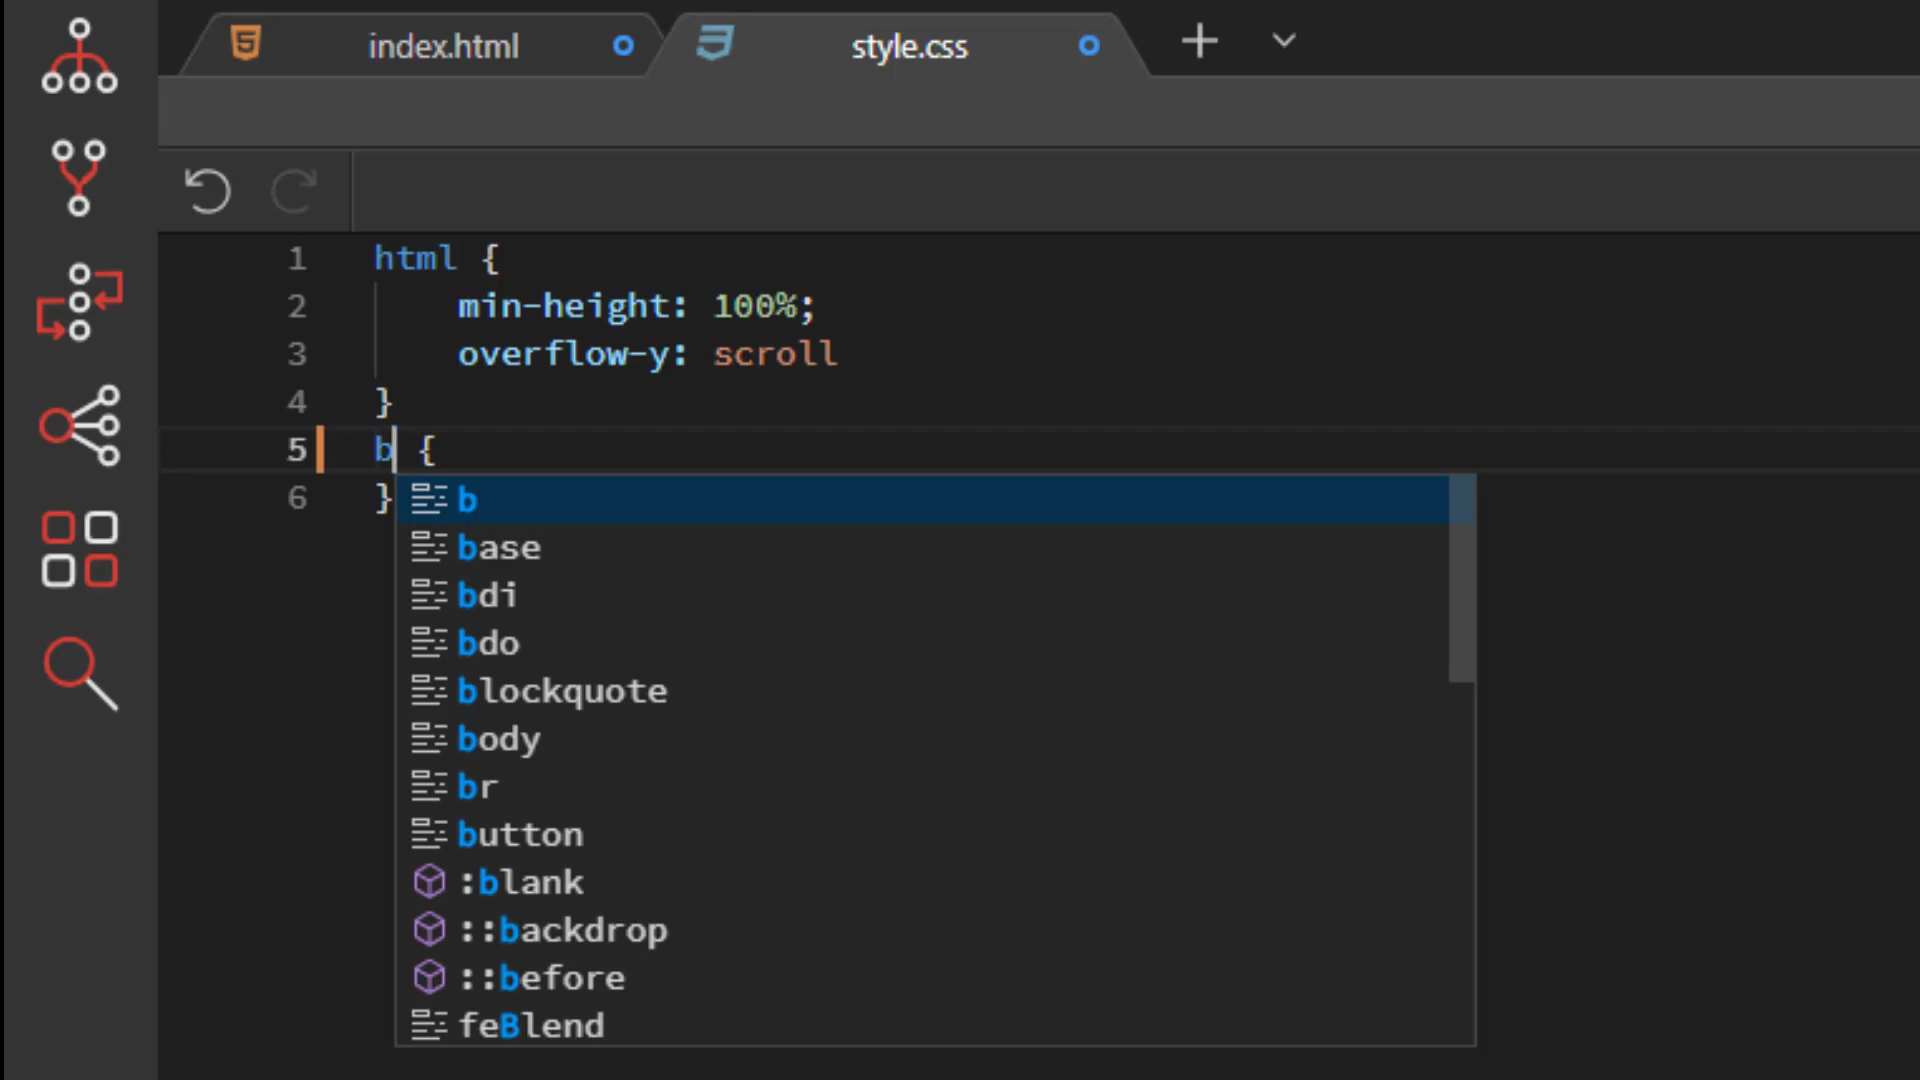 index.html
style.css
1 html {
2 min-height: 100%;
3 overflow-y: scroll
4 }
5 b {
6 }
b
base
bdi
bdo
blockquote
body
br
button
:blank
::backdrop
::before
feBlend